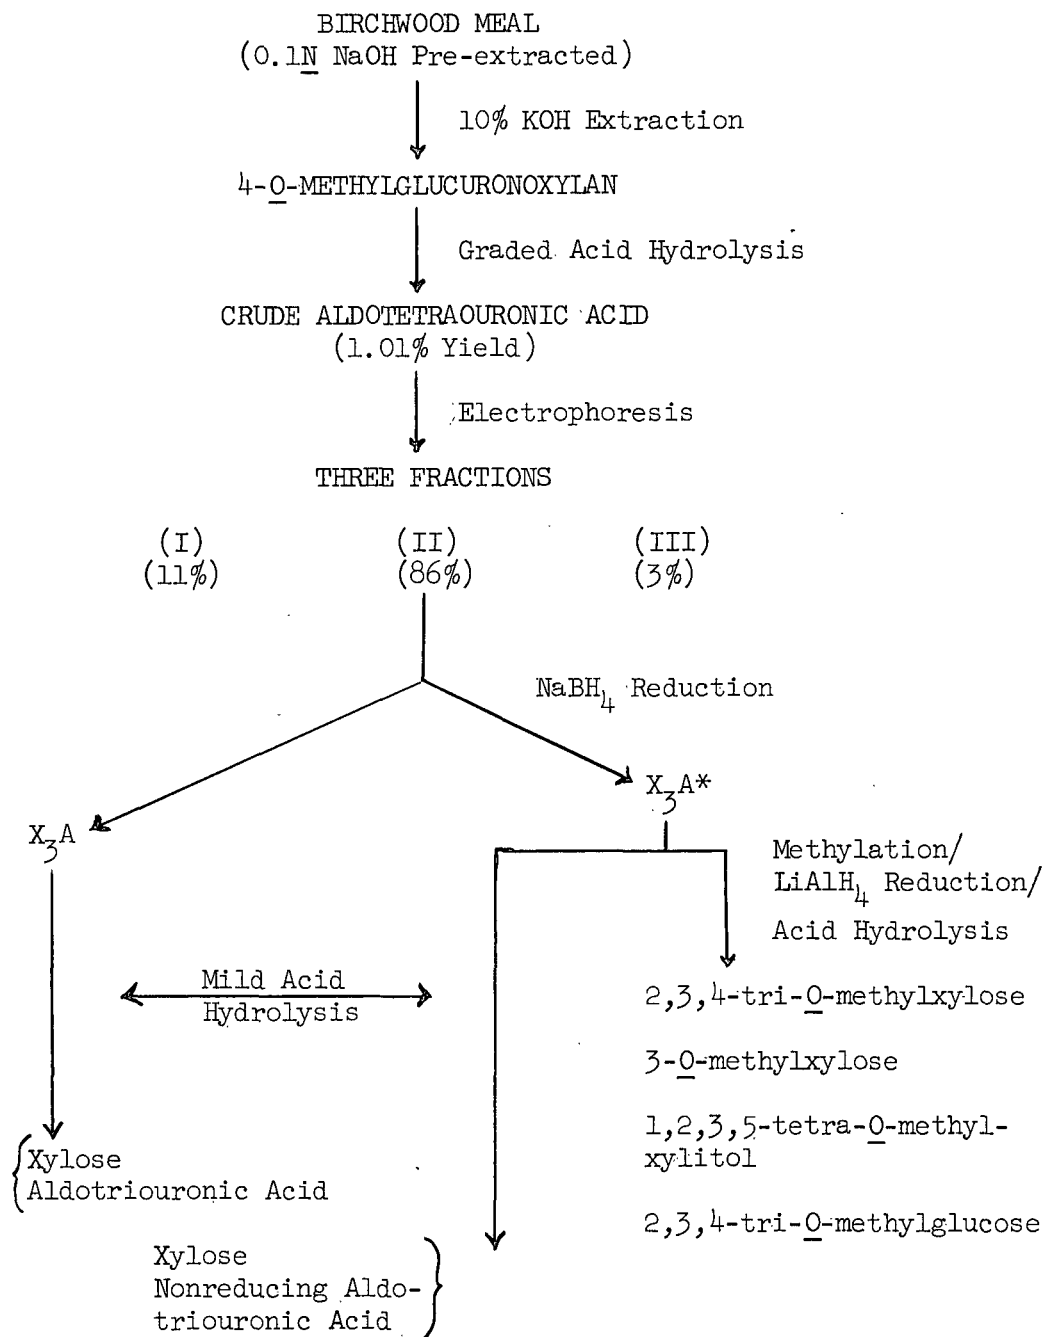 BIRCHWOOD MEAL
(0.1N NaOH Pre-extracted)
10% KOH Extraction
4-O-METHYLGLUCURONOXYLAN
Graded Acid Hydrolysis
CRUDE ALDOTETRAOURONIC ACID
(1.01% Yield)
Electrophoresis
THREE FRACTIONS
(I) (II) (III)
(11%) (86%) (3%)
NaBH4 Reduction
X3A*
X3A
Methylation/
LiAlH4 Reduction/
Acid Hydrolysis
Mild Acid
Hydrolysis
2,3,4-tri-O-methylxylose
3-O-methylxylose
1,2,3,5-tetra-O-methyl-
xylitol
2,3,4-tri-O-methylglucose
Xylose
Aldotriouronic Acid
Xylose
Nonreducing Aldo-
triouronic Acid